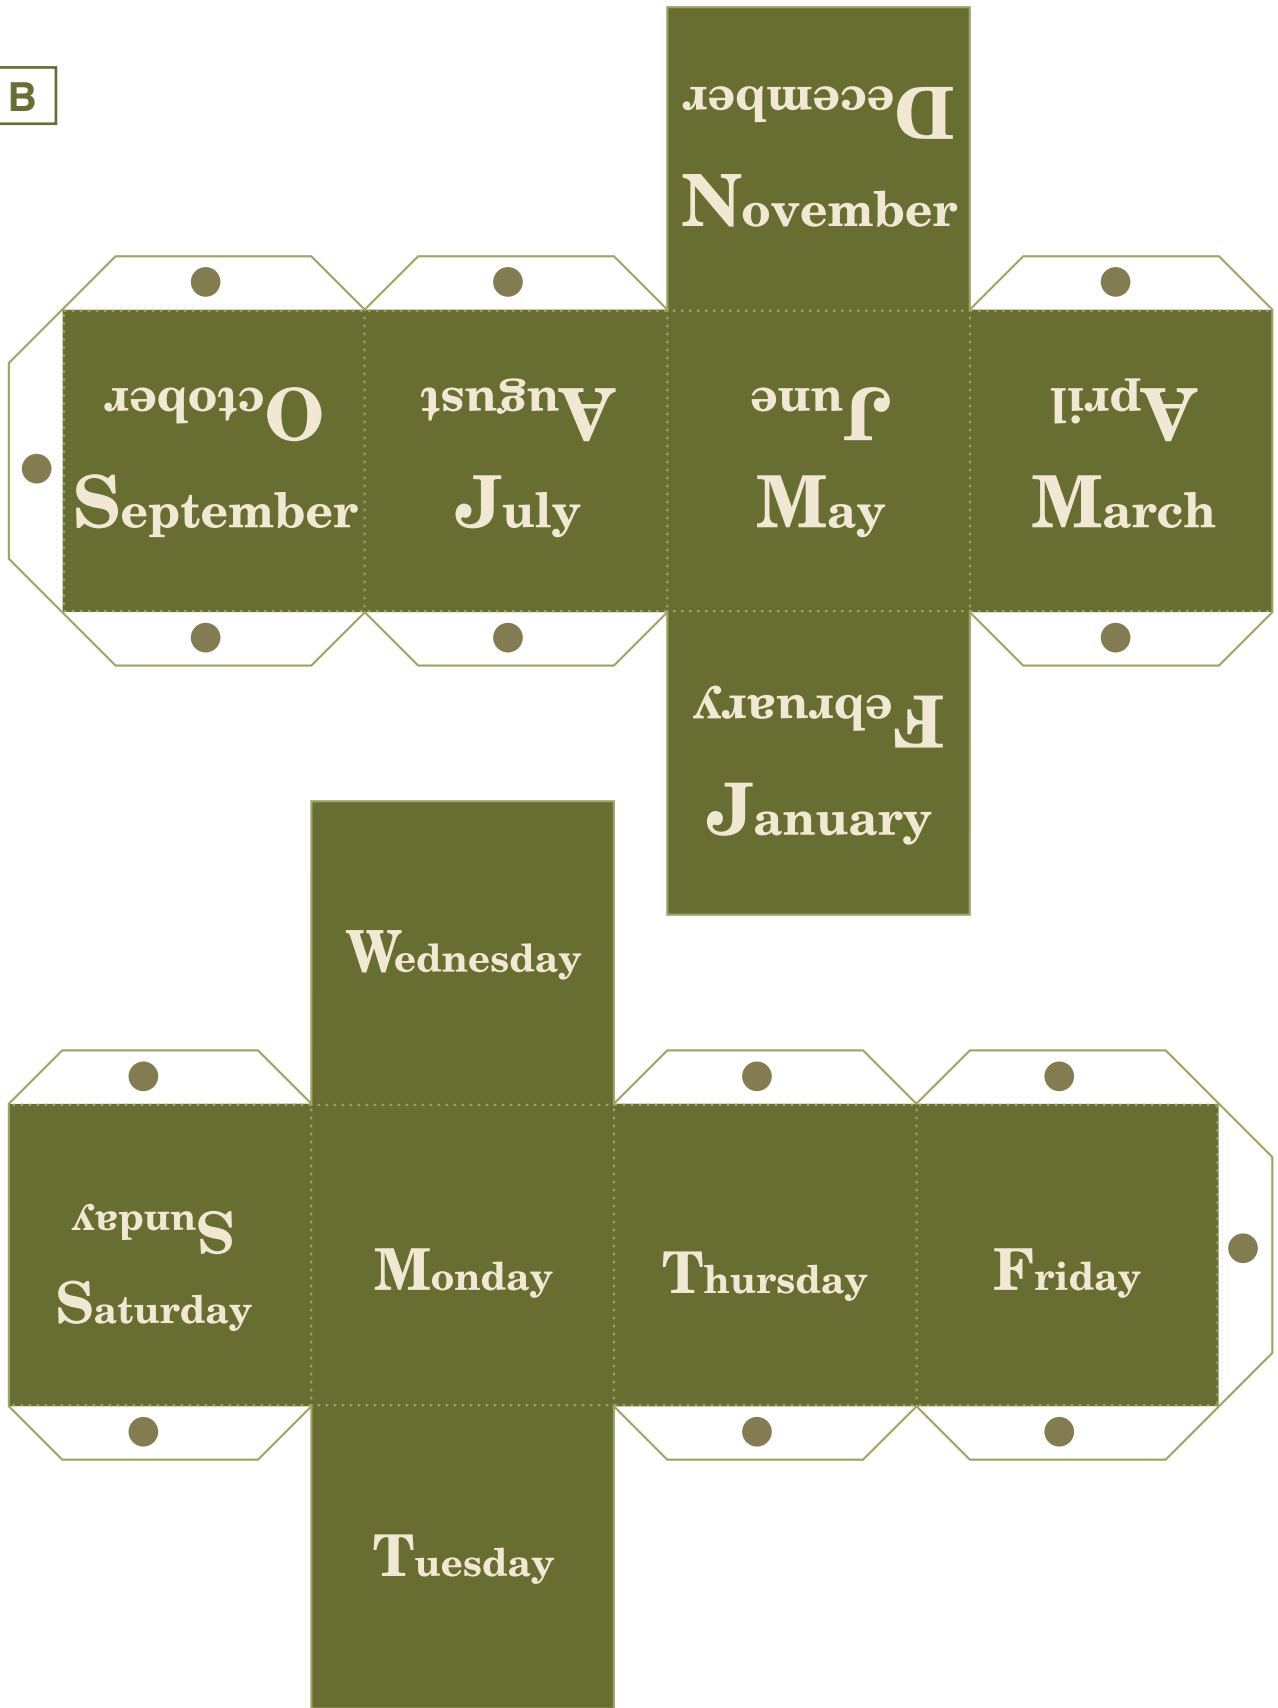 B
December
November
October
September
August
July
June
May
April
March
February
January
Wednesday
Sunday
Saturday
Monday
Thursday
Friday
Tuesday